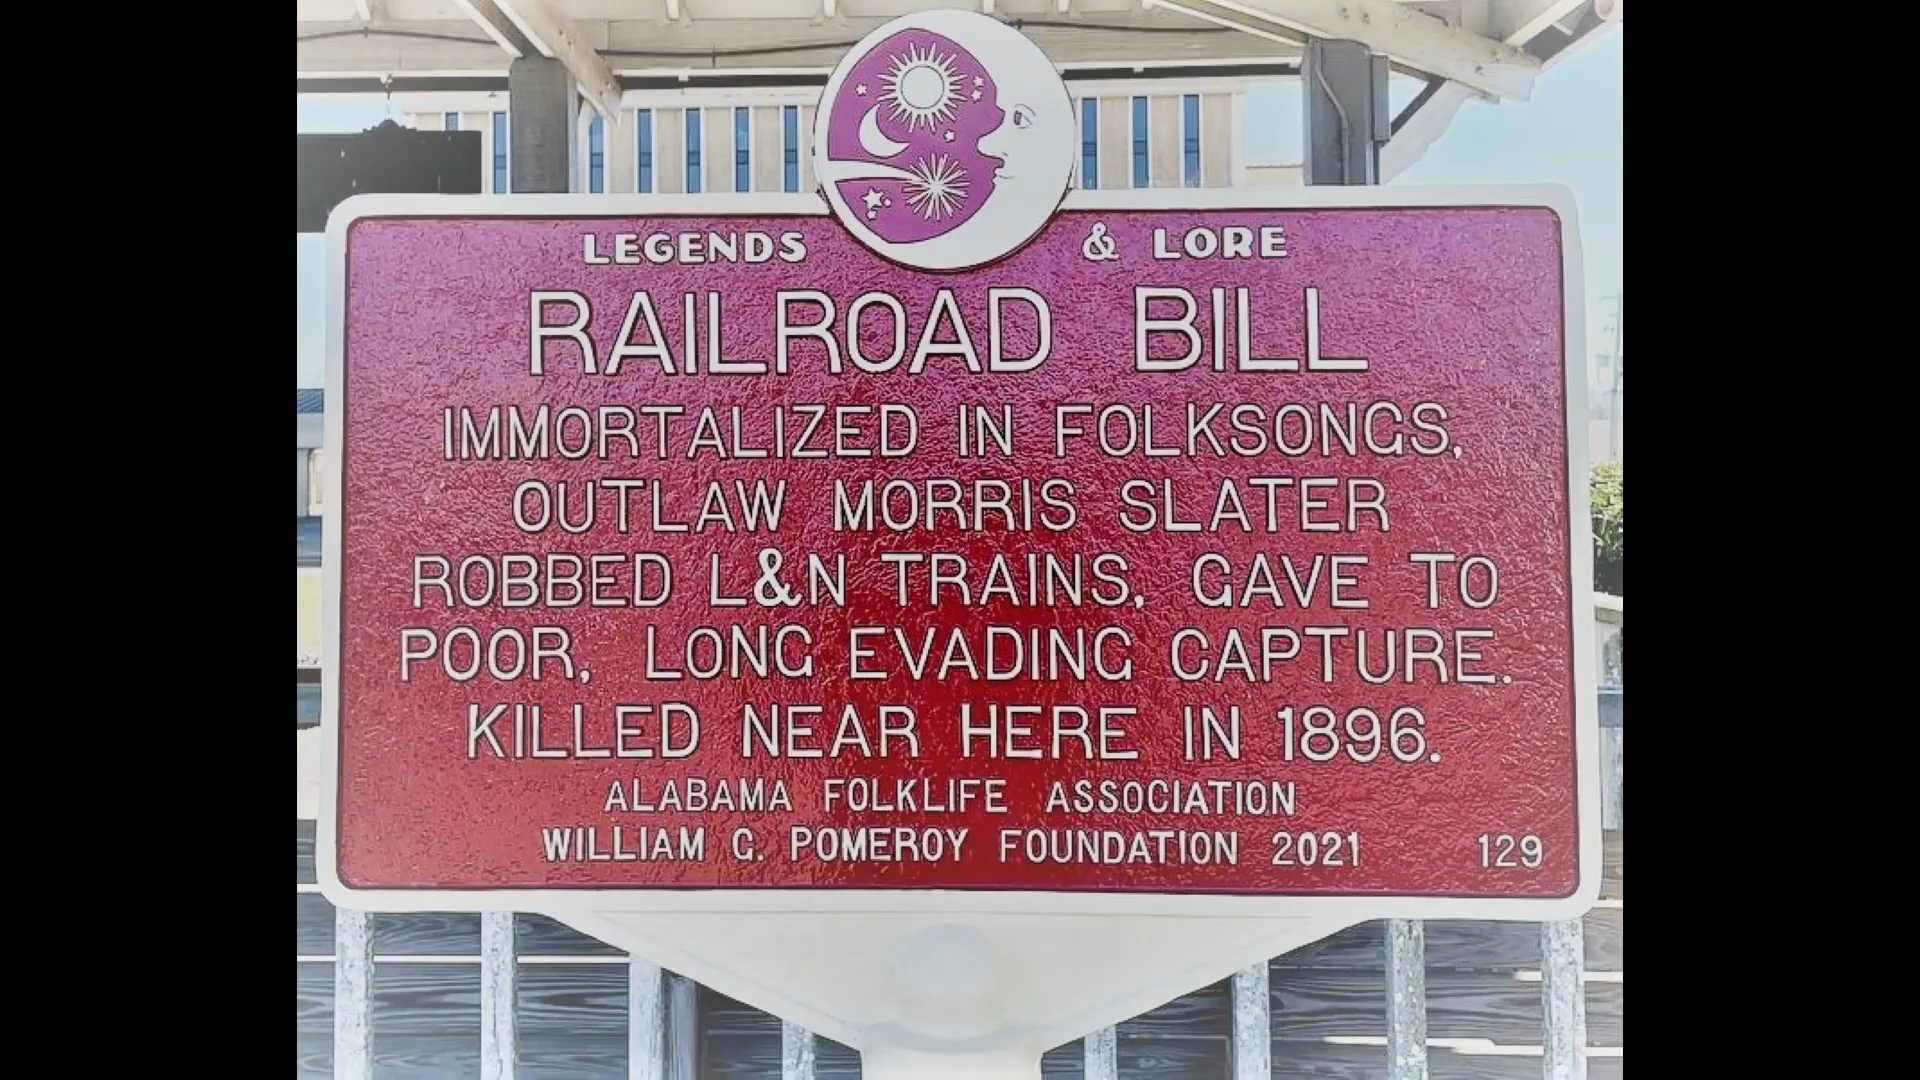 LEGENDS & LORE
RAILROAD BILL
IMMORTALIZED IN FOLKSONGS,
OUTLAW MORRIS SLATER
ROBBED L&N TRAINS, GAVE TO
POOR, LONG EVADING CAPTURE.
KILLED NEAR HERE IN 1896.
ALABAMA FOLKLIFE ASSOCIATION
WILLIAM G. POMEROY FOUNDATION 2021 129